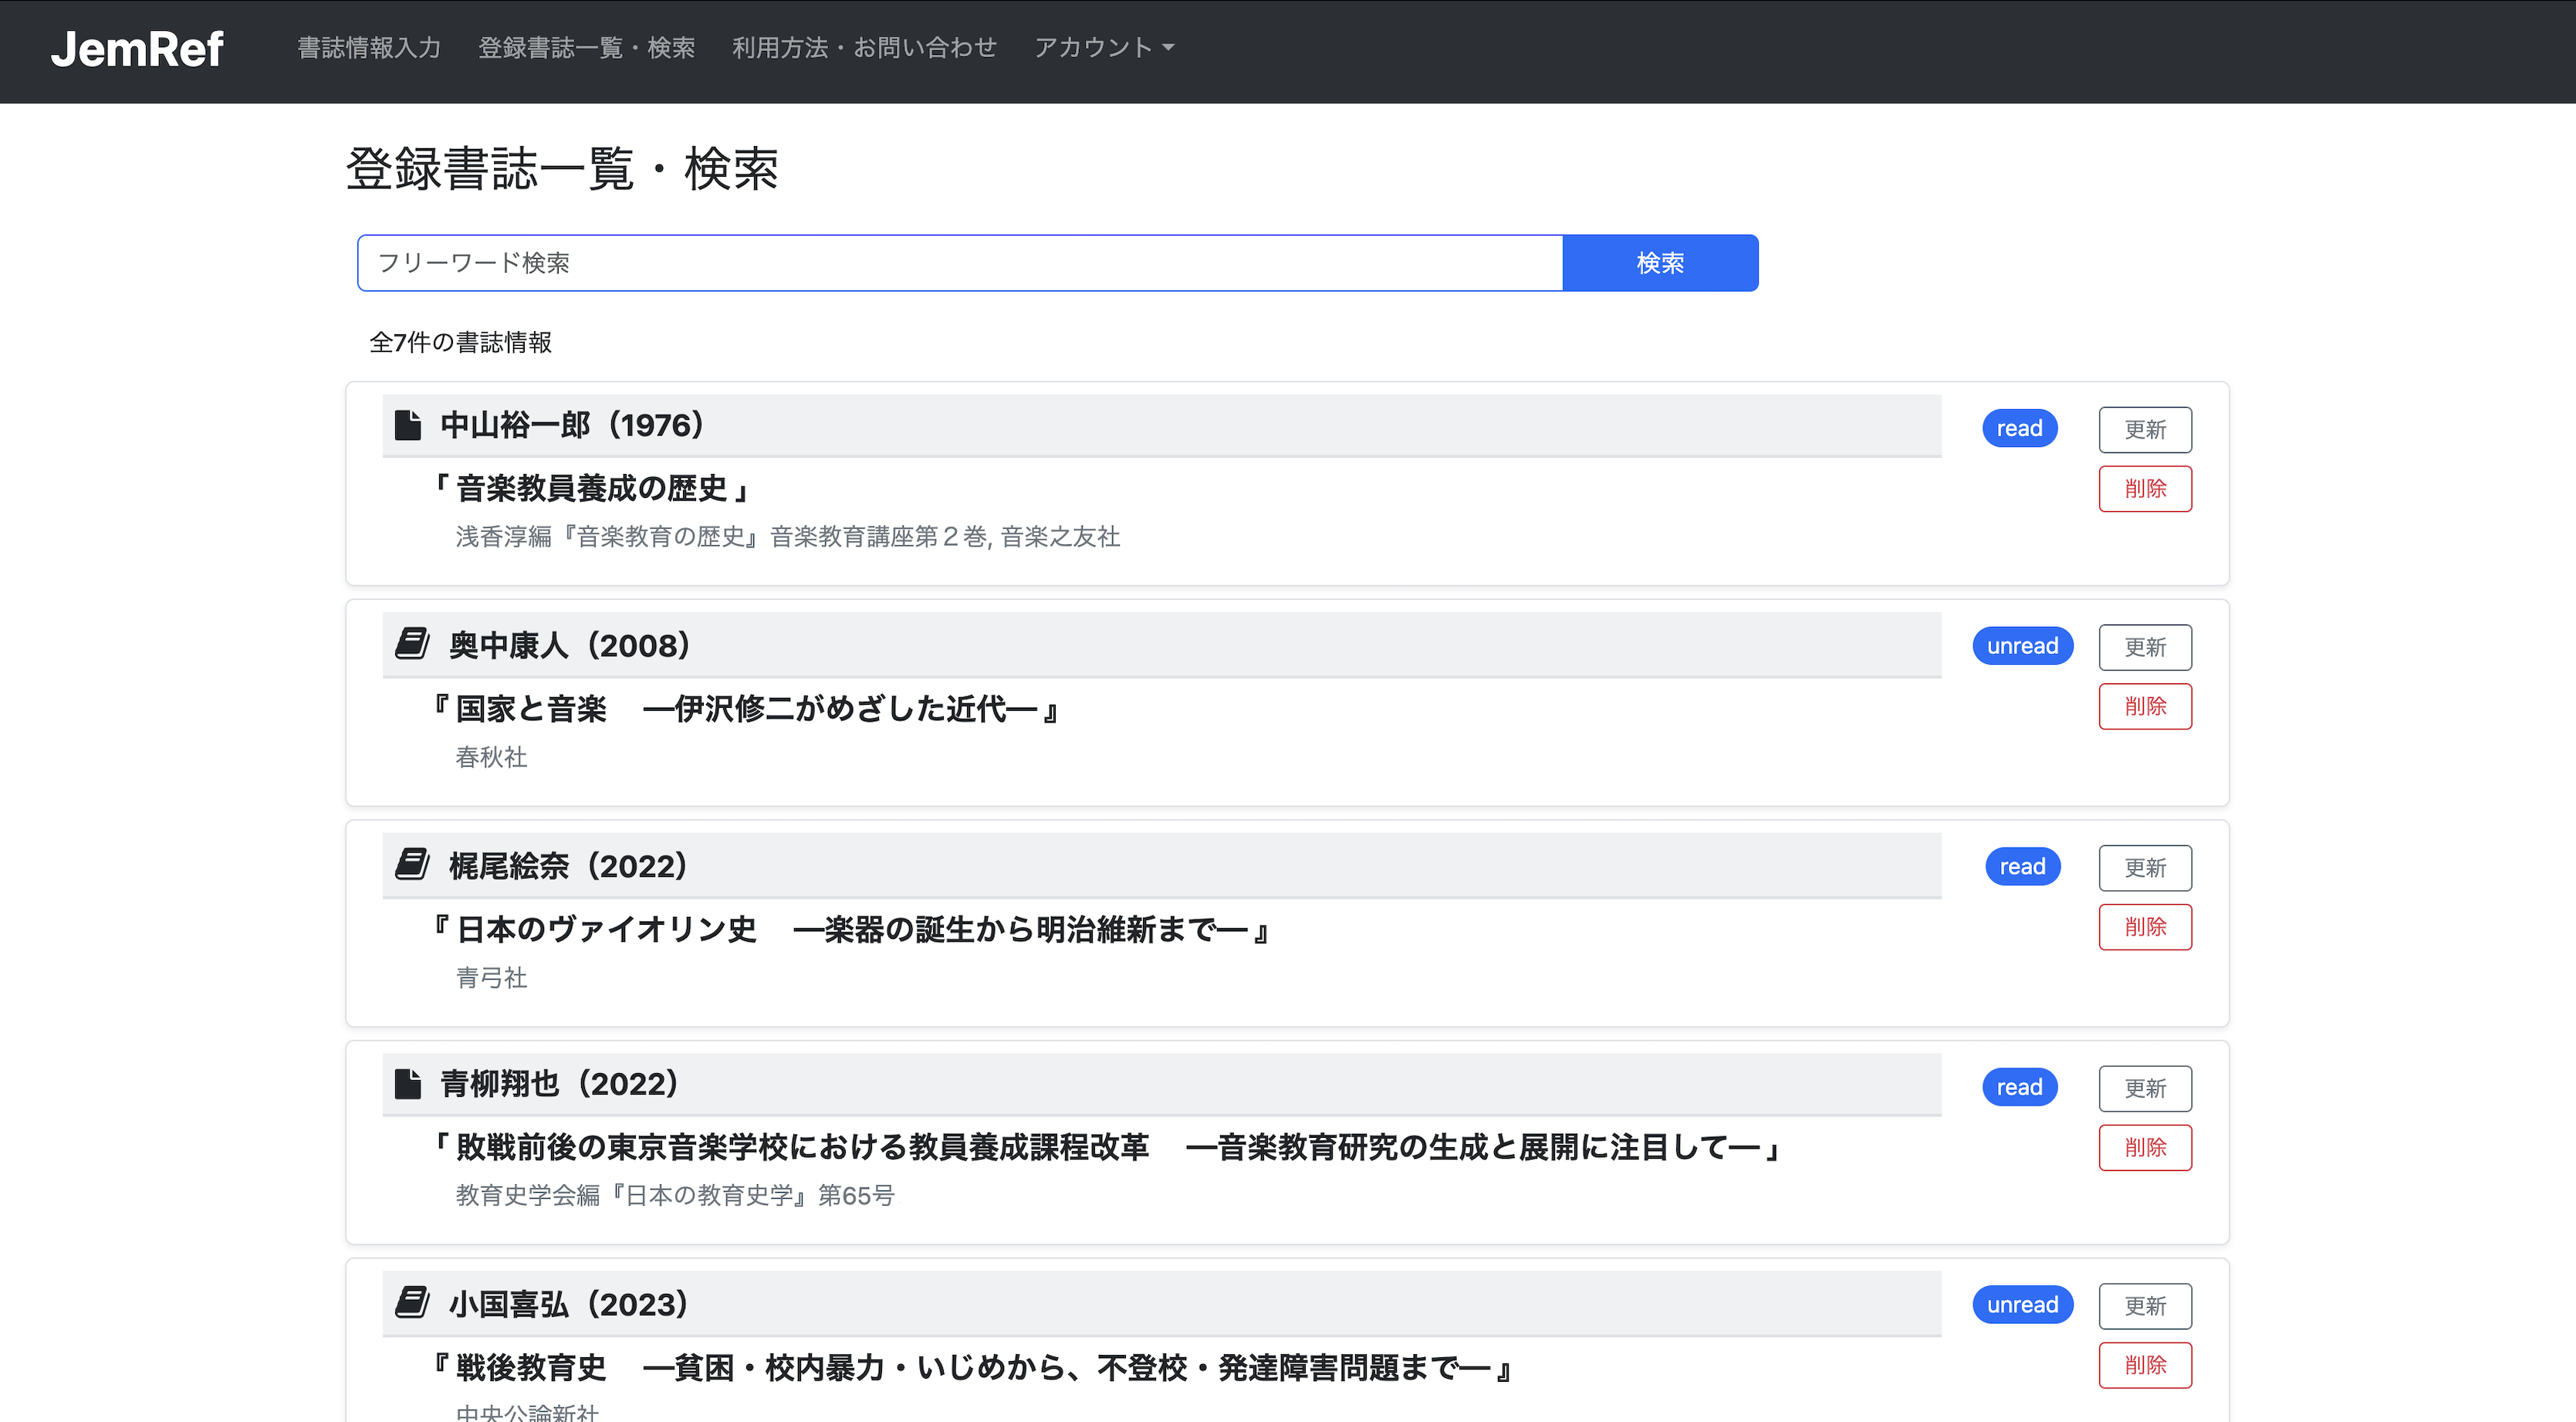 JemRef 書誌情報入力 登録書誌一覧・検索 利用方法・お問い合わせ アカウント
登録書誌一覧・検索
フリーワード検索 検索
全7件の書誌情報
中山裕一郎（1976） read 更新
「 音楽教員養成の歴史 」 削除
浅香淳編『音楽教育の歴史』音楽教育講座第２巻, 音楽之友社
奥中康人（2008） unread 更新
『 国家と音楽　―伊沢修二がめざした近代― 』 削除
春秋社
梶尾絵奈（2022） read 更新
『 日本のヴァイオリン史　―楽器の誕生から明治維新まで― 』 削除
青弓社
青柳翔也（2022） read 更新
「 敗戦前後の東京音楽学校における教員養成課程改革　―音楽教育研究の生成と展開に注目して― 」 削除
教育史学会編『日本の教育史学』第65号
小国喜弘（2023） unread 更新
『 戦後教育史　―貧困・校内暴力・いじめから、不登校・発達障害問題まで― 』 削除
中央公論新社